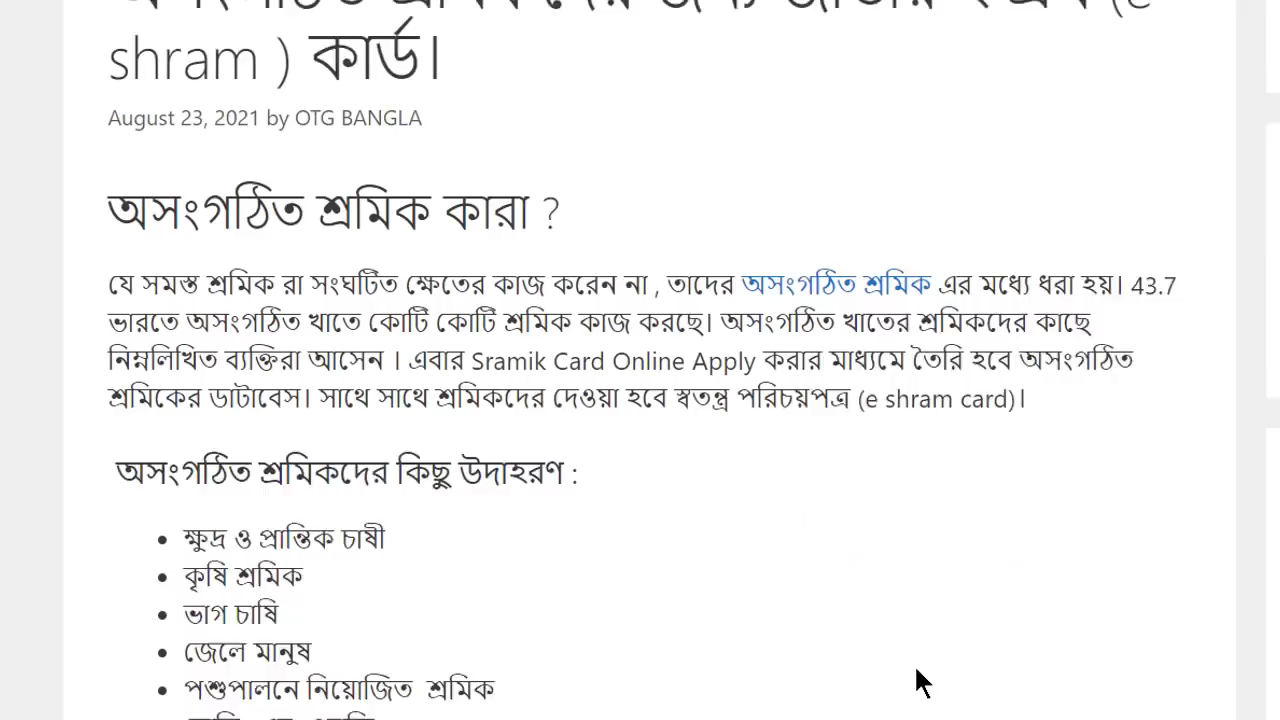 shram ) কার্ড।
August 23, 2021 by OTG BANGLA
অসংগঠিত শ্রমিক কারা ?
যে সমস্ত শ্রমিক রা সংঘটিত ক্ষেতের কাজ করেন না , তাদের অসংগঠিত শ্রমিক এর মধ্যে ধরা হয়। 43.7
ভারতে অসংগঠিত খাতে কোটি কোটি শ্রমিক কাজ করছে। অসংগঠিত খাতের শ্রমিকদের কাছে
নিম্নলিখিত ব্যক্তিরা আসেন । এবার Sramik Card Online Apply করার মাধ্যমে তৈরি হবে অসংগঠিত
শ্রমিকের ডাটাবেস। সাথে সাথে শ্রমিকদের দেওয়া হবে স্বতন্ত্র পরিচয়পত্র (e shram card)।
অসংগঠিত শ্রমিকদের কিছু উদাহরণ :
• ক্ষুদ্র ও প্রান্তিক চাষী
• কৃষি শ্রমিক
• ভাগ চাষি
• জেলে মানুষ
• পশুপালনে নিয়োজিত শ্রমিক